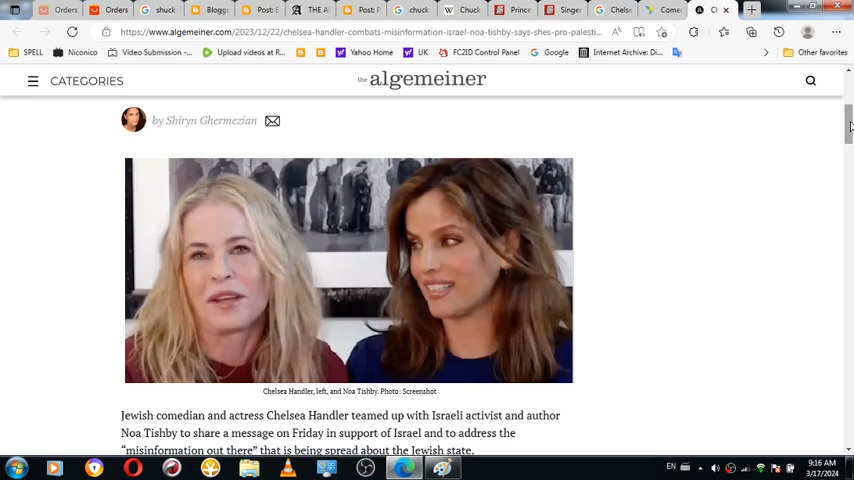 Orders
Orders
shuck
Blogge
Post: E
THE A
Post: F
chuck
Chuck
Prince
Singer
Chels
Come
Ch
https://www.algemeiner.com/2023/12/22/chelsea-handler-combats-misinformation-israel-noa-tishby-says-shes-pro-palesti...
SPELL
Niconico
Video Submission -...
Upload videos at R...
Yahoo Home
UK
FC2ID Control Panel
Google
Internet Archive: Di...
Other favorites
CATEGORIES
the algemeiner
by Shiryn Ghermezian
Chelsea Handler, left, and Noa Tishby. Photo: Screenshot
Jewish comedian and actress Chelsea Handler teamed up with Israeli activist and author
Noa Tishby to share a message on Friday in support of Israel and to address the
“misinformation out there” that is being spread about the Jewish state.
EN
9:16 AM
3/17/2024